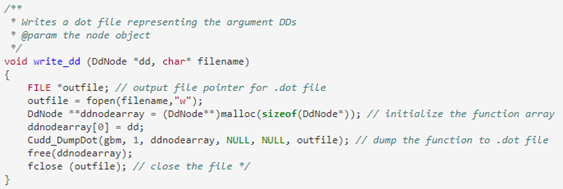 /**
 * Writes a dot file representing the argument DDs
 * @param the node object
 */
void write_dd (DdNode *dd, char* filename)
{
    FILE *outfile; // output file pointer for .dot file
    outfile = fopen(filename,"w");
    DdNode **ddnodearray = (DdNode**)malloc(sizeof(DdNode*)); // initialize the function array
    ddnodearray[0] = dd;
    Cudd_DumpDot(gbm, 1, ddnodearray, NULL, NULL, outfile); // dump the function to .dot file
    free(ddnodearray);
    fclose (outfile); // close the file */
}